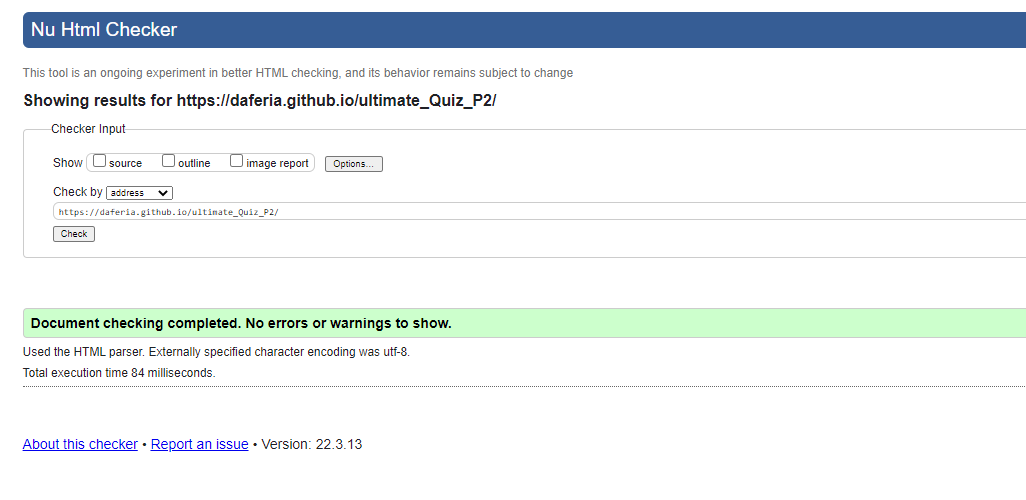 Nu Html Checker
This tool is an ongoing experiment in better HTML checking, and its behavior remains subject to change
Showing results for https://daferia.github.io/ultimate_Quiz_P2/
Checker Input
Show source outline image report Options...
Check by address
https://daferia.github.io/ultimate_Quiz_P2/
Check
Document checking completed. No errors or warnings to show.
Used the HTML parser. Externally specified character encoding was utf-8.
Total execution time 84 milliseconds.
About this checker • Report an issue • Version: 22.3.13